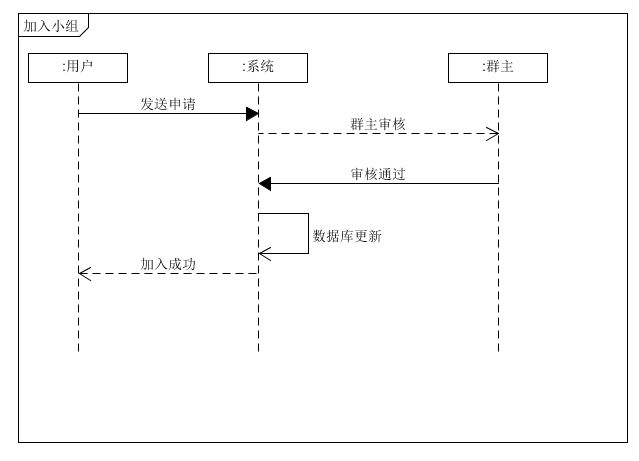 加入小组
:用户
:系统
:群主
发送申请
群主审核
审核通过
数据库更新
加入成功